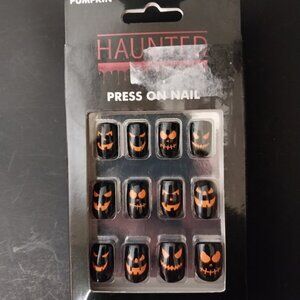 PUMPKIN
HAUNTED
PRESS ON NAIL